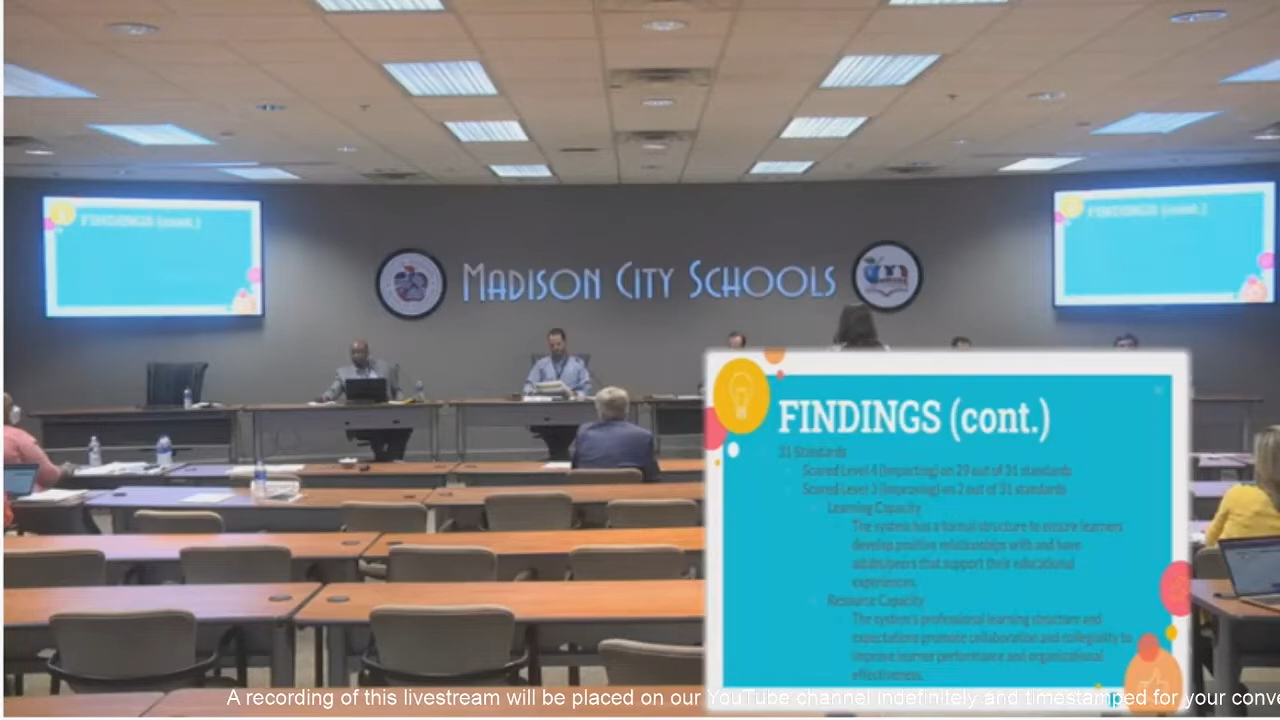 FINDINGS (cont.)
FINDINGS (cont.)
MADISON CITY SCHOOLS
FINDINGS (cont.)
31 Standards
Scored Level 4 (Impacting) on 29 out of 31 standards
Scored Level 3 (Improving) on 2 out of 31 standards
Learning Capacity
The system has a formal structure to ensure learners
develop positive relationships with and have
adults/peers that support their educational
experiences.
Resource Capacity
The system's professional learning structure and
expectations promote collaboration and collegiality to
improve learner performance and organizational
effectiveness.
A recording of this livestream will be placed on our YouTube channel indefinitely and timestamped for your conve